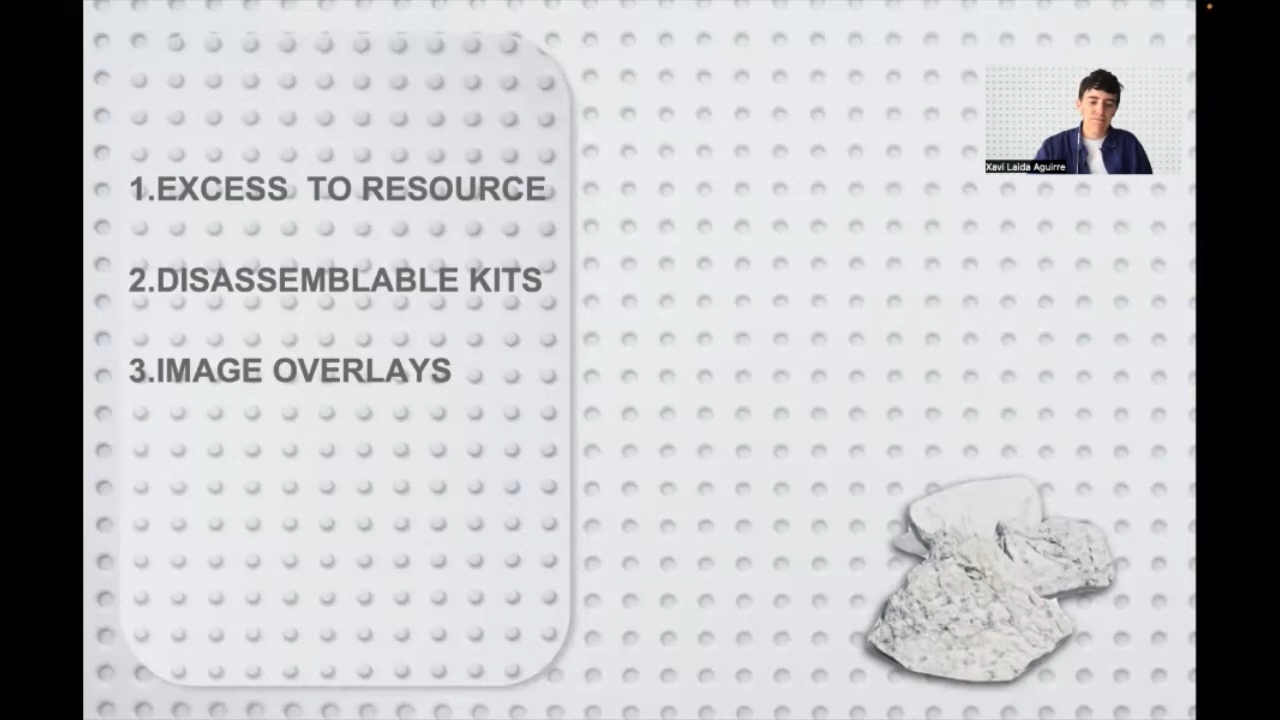 1.EXCESS TO RESOURCE
2.DISASSEMBLABLE KITS
3.IMAGE OVERLAYS
Xavi Laida Aguirre